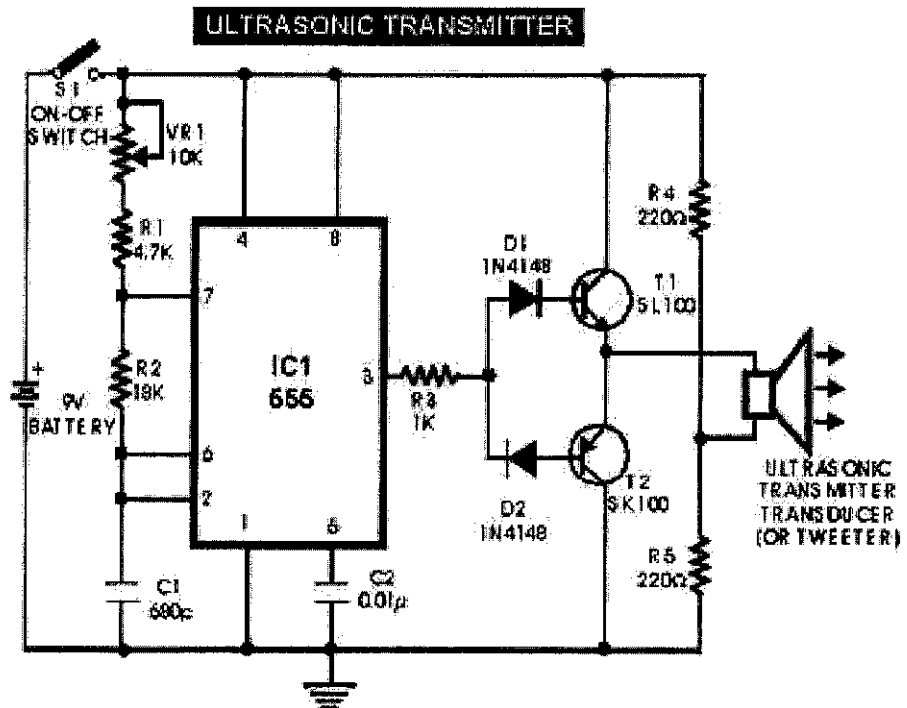 ULTRASONIC TRANSMITTER
S1
ON-OFF
SWITCH
VR1
10K
R1
4.7K
R2
18K
+
9V
BATTERY
4
8
7
IC1
555
3
6
2
1
5
R3
1K
D1
1N4148
D2
1N4148
T1
SL100
T2
SK100
R4
220Ω
R5
220Ω
C1
680p
C2
0.01µ
ULTRASONIC
TRANSMITTER
TRANSDUCER
(OR TWEETER)